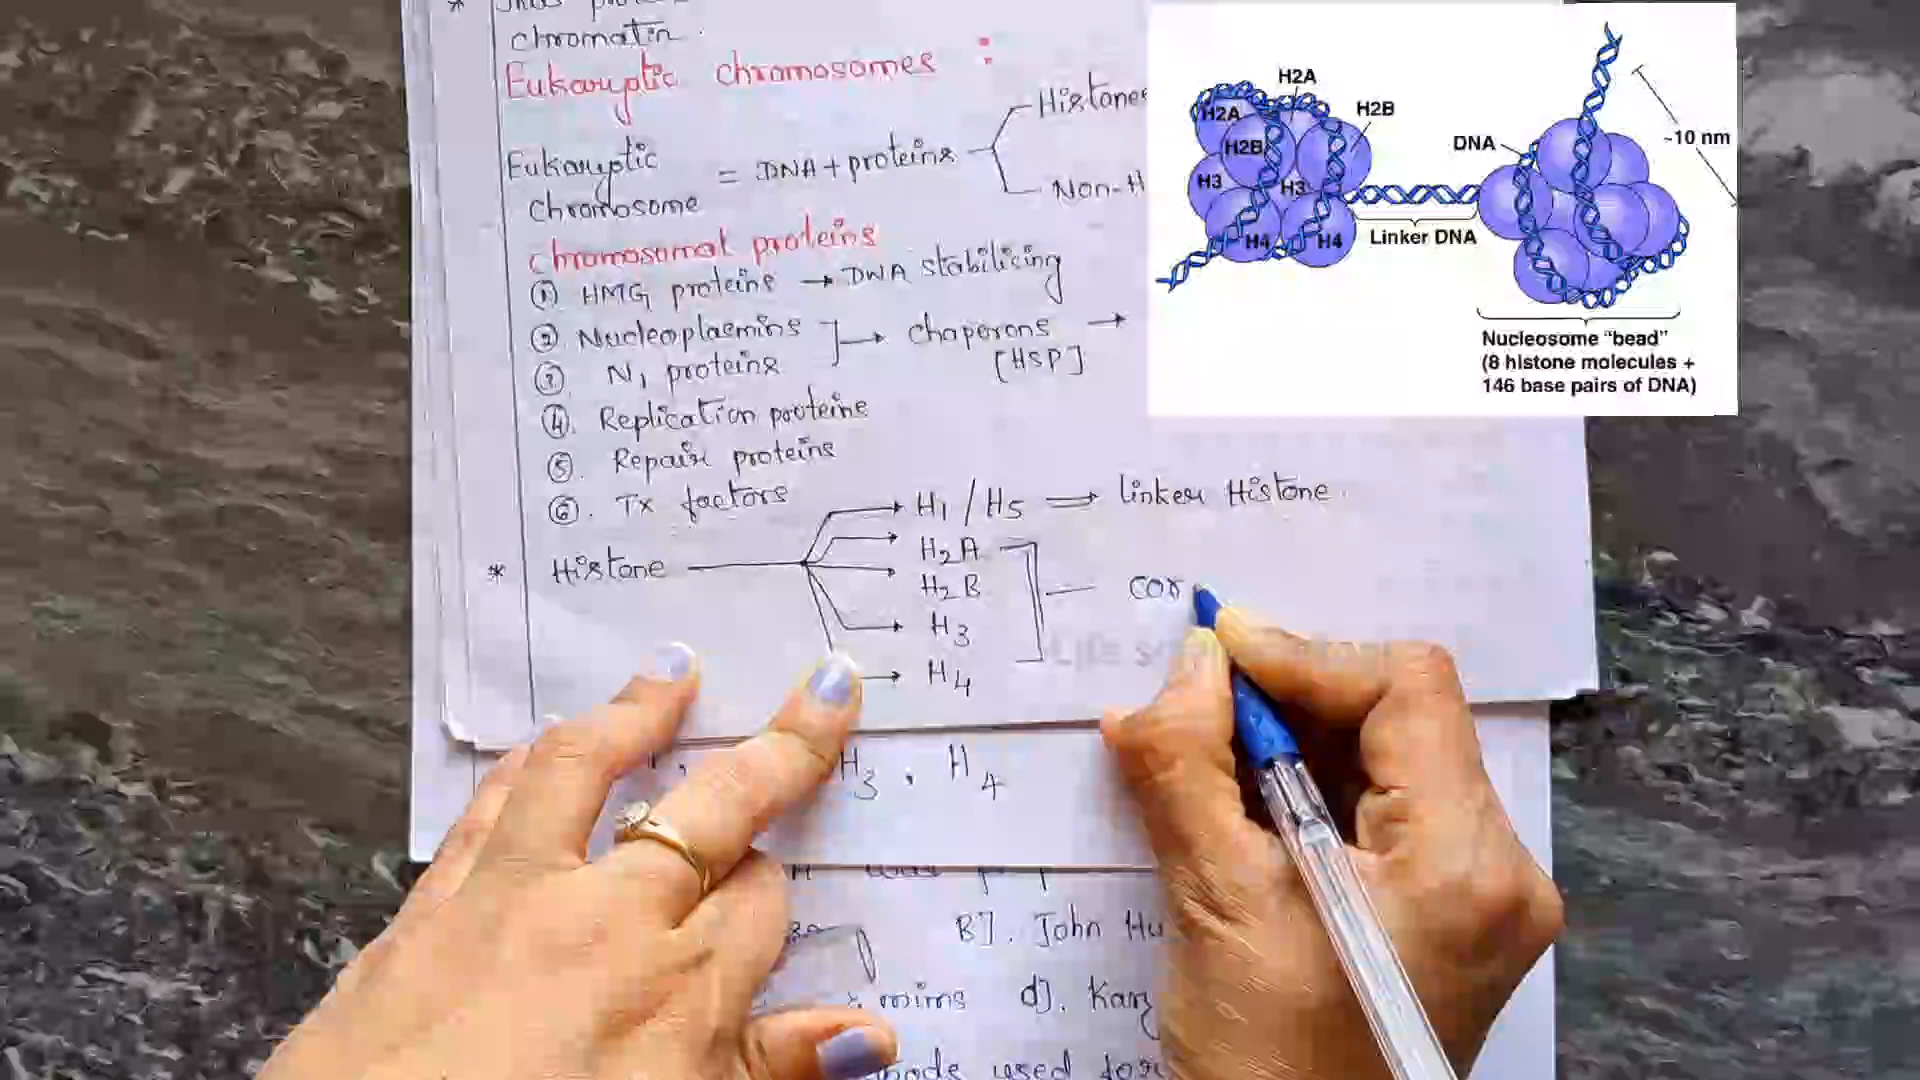 chromatin.
Eukaryotic chromosomes :
Eukaryotic chromosome = DNA + proteins
Histones
Non-H
chromosomal proteins
① HMG proteins → DNA stabilising
② Nucleoplasmins
③ N1 proteins
→ chaperons →
[HSP]
④. Replication proteins
⑤. Repair proteins
⑥. Tx factors
* Histone
H1 / H5 → linker Histone.
H2A
H2B
H3
H4
cor
H3, H4
B]. John Hu
d]. Karg
used for
H2A
H2A
H2B
H2B
H3
H3
H4
H4
DNA
~10 nm
Linker DNA
Nucleosome "bead"
(8 histone molecules +
146 base pairs of DNA)